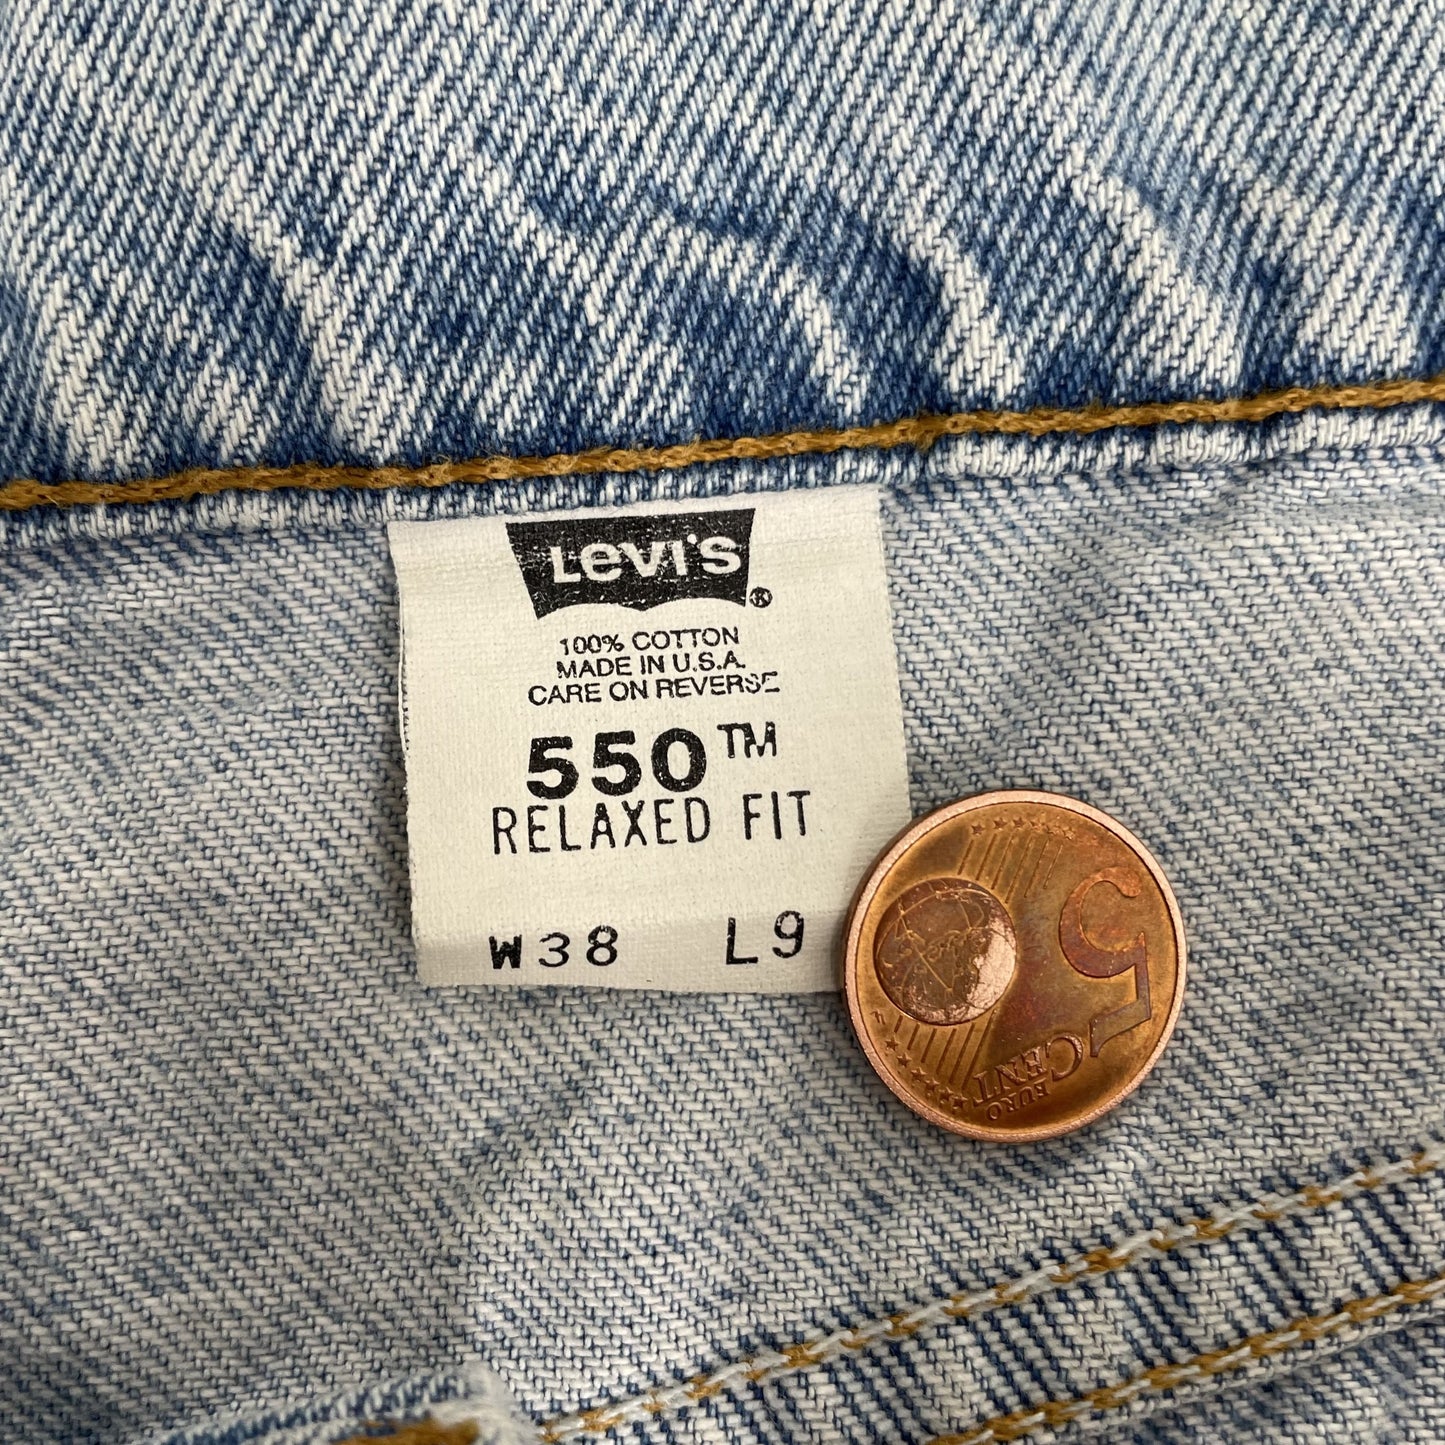 Levi's ®
100% COTTON
MADE IN U.S.A.
CARE ON REVERSE
550™
RELAXED FIT
W38 L9
5
EURO
CENT